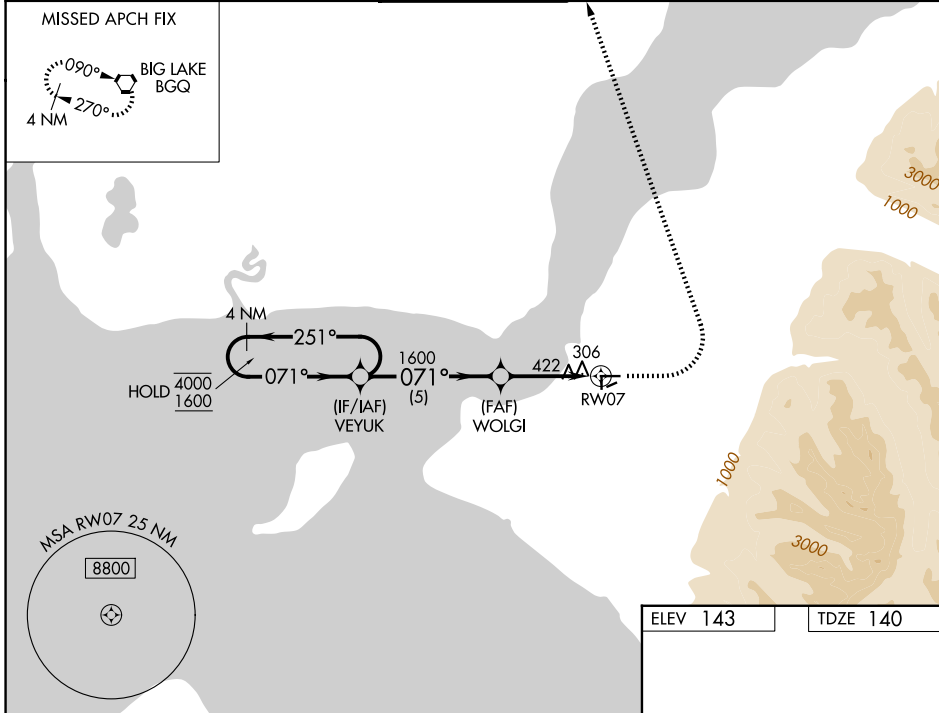 MISSED APCH FIX
090°
BIG LAKE
BGQ
270°
4 NM
3000
1000
4 NM
251°
HOLD 4000
1600
071°
1600
071°
(5)
422
306
(IF/IAF)
VEYUK
(FAF)
WOLGI
RW07
1000
3000
MSA RW07 25 NM
8800
ELEV 143
TDZE 140